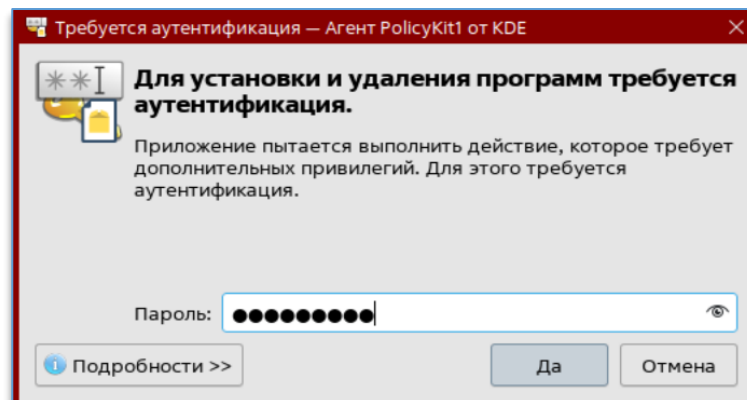 Требуется аутентификация — Агент PolicyKit1 от KDE
Для установки и удаления программ требуется
аутентификация.
Приложение пытается выполнить действие, которое требует
дополнительных привилегий. Для этого требуется
аутентификация.
Пароль: ●●●●●●●●●
Подробности >>
Да
Отмена